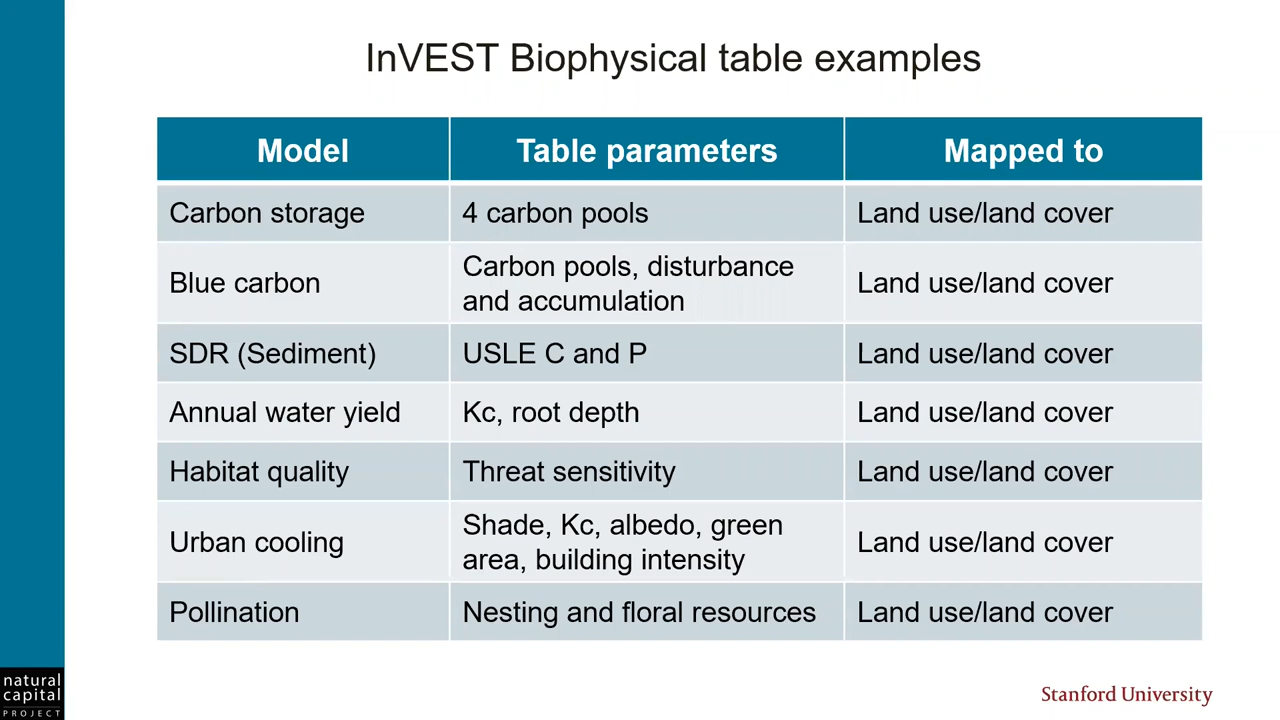 InVEST Biophysical table examples
Model Table parameters Mapped to
Carbon storage 4 carbon pools Land use/land cover
Blue carbon Carbon pools, disturbance and accumulation Land use/land cover
SDR (Sediment) USLE C and P Land use/land cover
Annual water yield Kc, root depth Land use/land cover
Habitat quality Threat sensitivity Land use/land cover
Urban cooling Shade, Kc, albedo, green area, building intensity Land use/land cover
Pollination Nesting and floral resources Land use/land cover
natural
capital
PROJECT
Stanford University